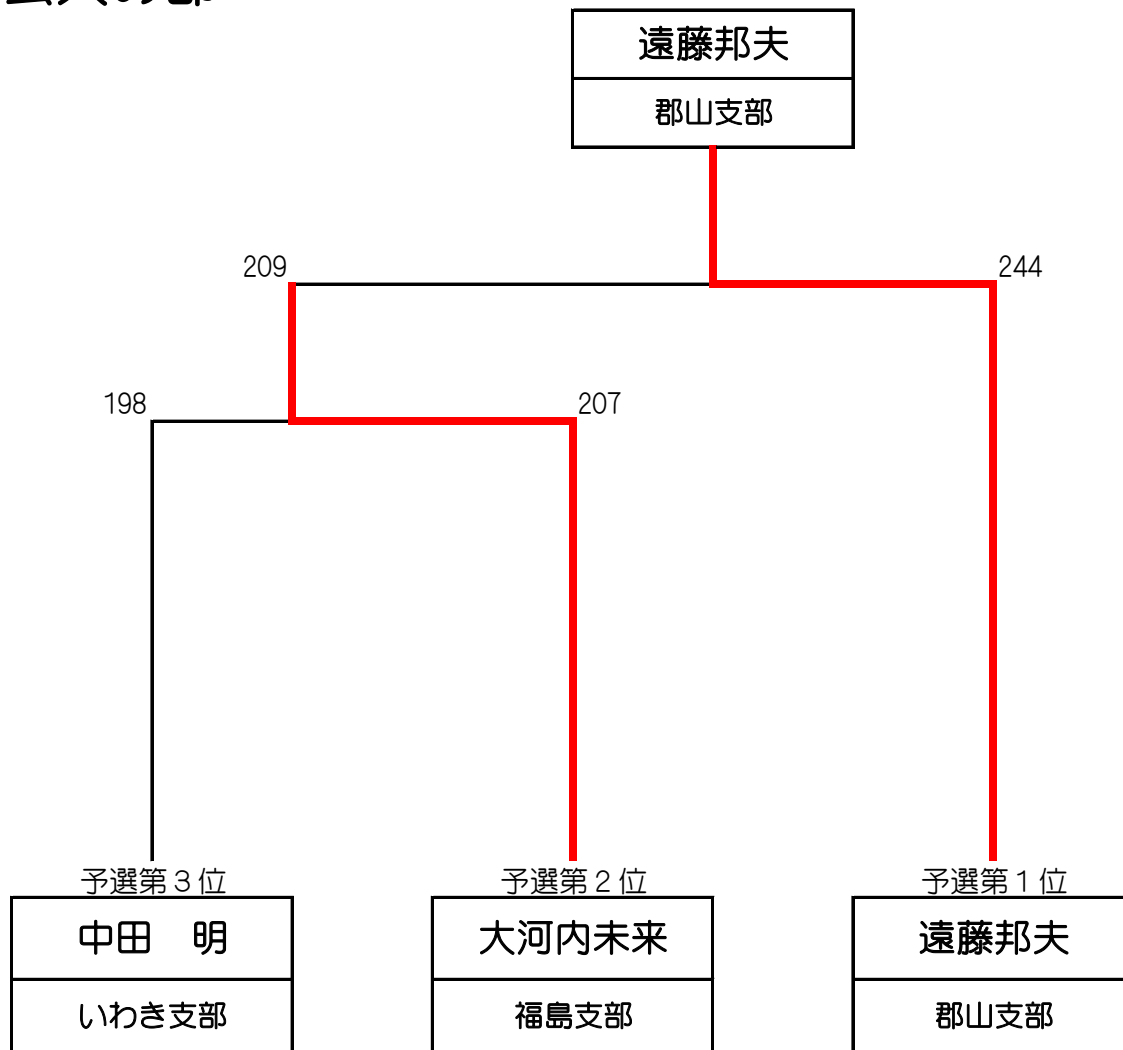 遠藤邦夫
郡山支部
209
244
198
207
予選第３位
予選第２位
予選第１位
中田　明
大河内未来
遠藤邦夫
いわき支部
福島支部
郡山支部